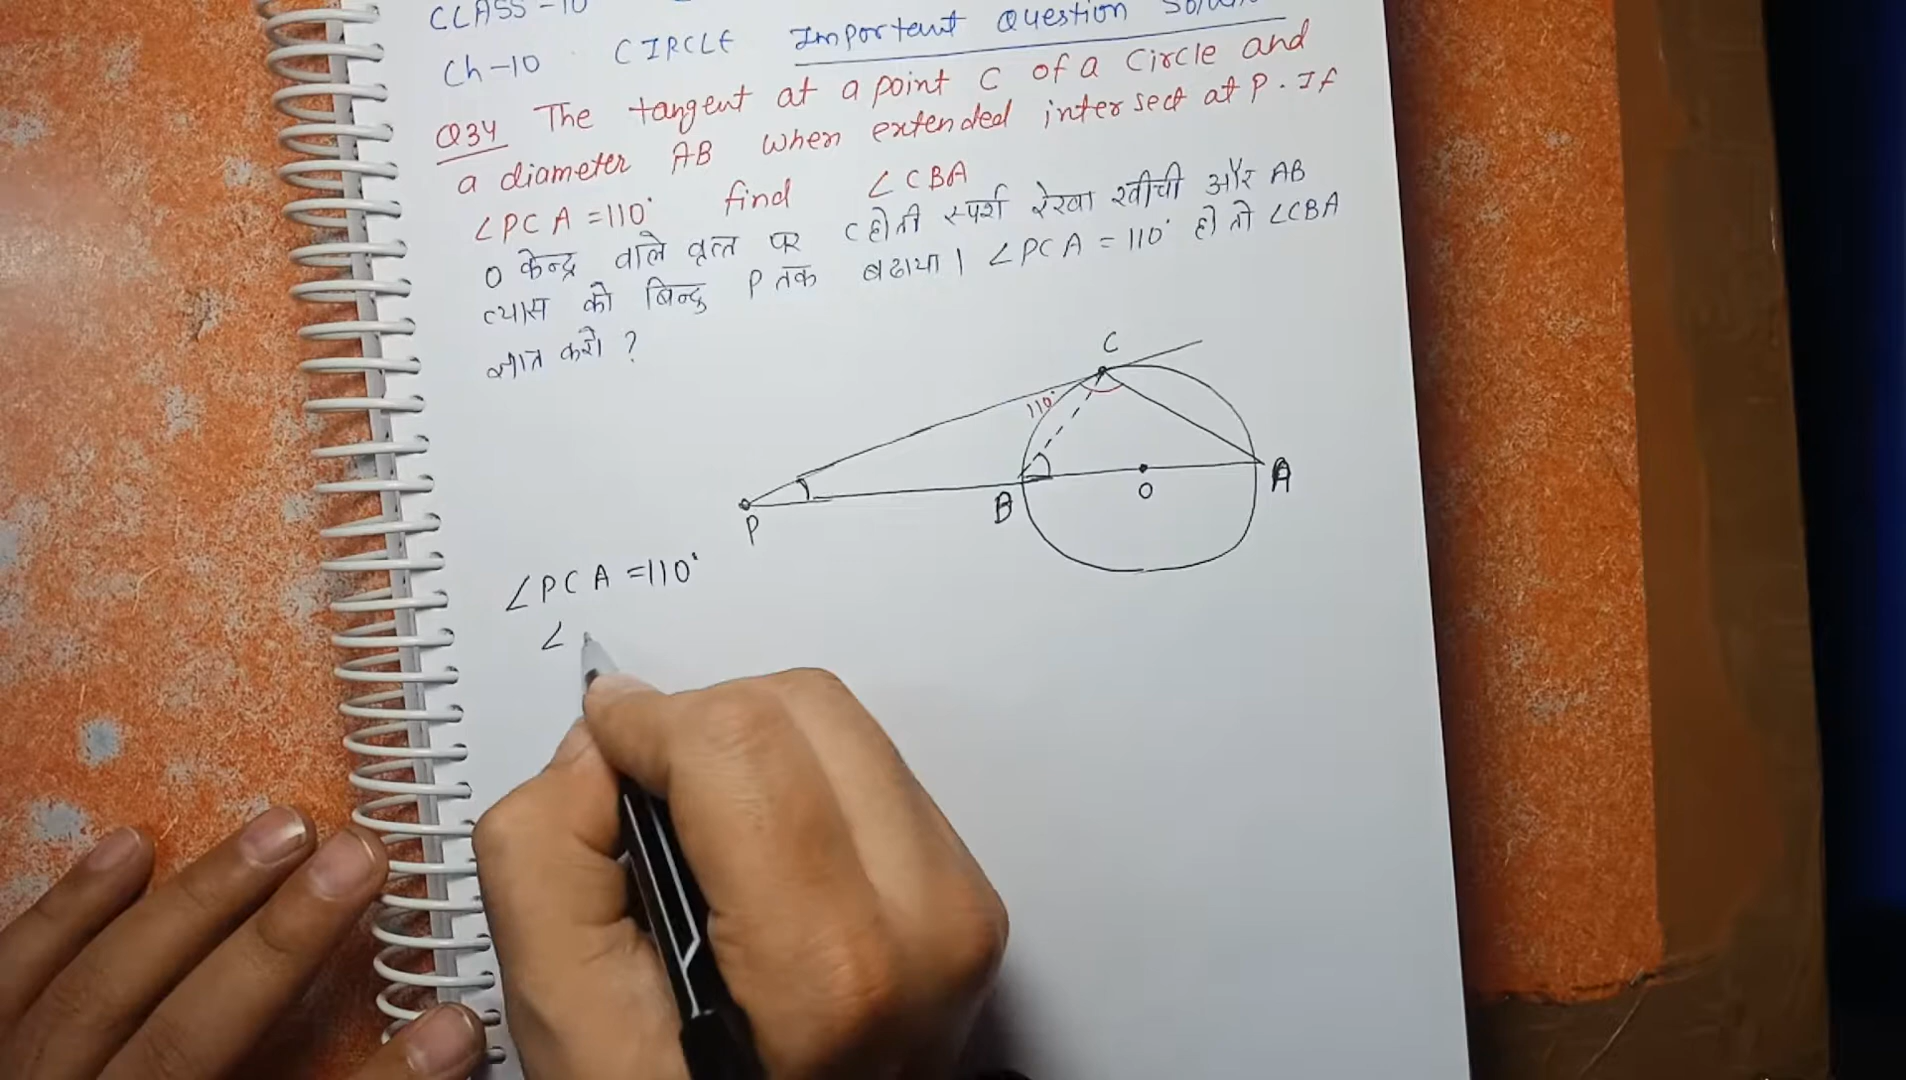 CLASS-10
Ch-10 CIRCLE Importent Question
Q34 The tangent at a point C of a Circle and
a diameter AB when extended intersect at P. If
∠PCA = 110° find ∠CBA
O केन्द्र वाले वृत्त पर C होती स्पर्श रेखा खींची और AB
व्यास को बिन्दु P तक बढाया। ∠PCA = 110° हो तो ∠CBA
ज्ञात करो ?
C
110°
P B O A
∠PCA = 110°
∠